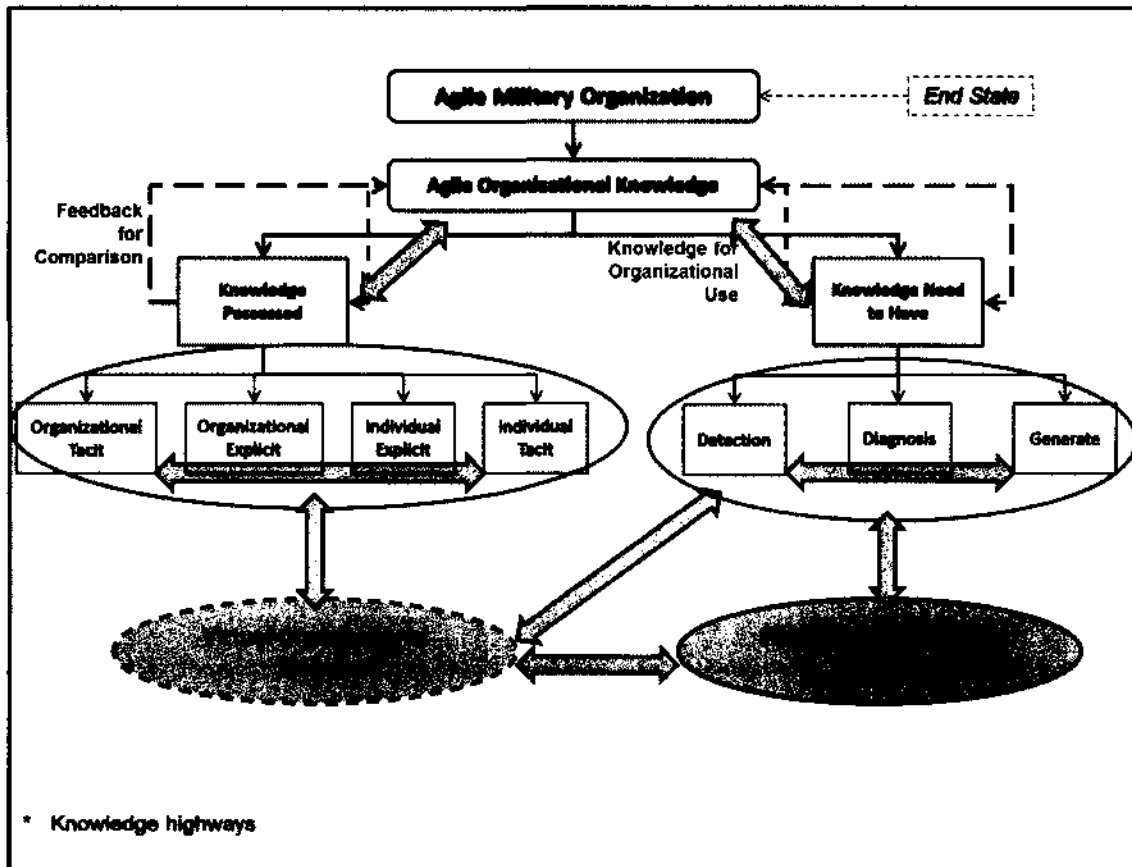 Agile Military Organization
End State
Agile Organizational Knowledge
Feedback
for
Comparison
Knowledge for
Organizational
Use
Knowledge
Possessed
Knowledge Need
to Have
Organizational
Tacit
Organizational
Explicit
Individual
Explicit
Individual
Tacit
Detection
Diagnosis
Generate
* Knowledge highways